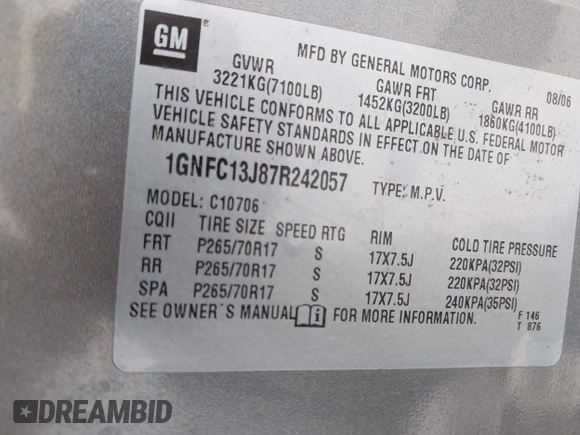 GM
MFD BY GENERAL MOTORS CORP. 08/06
GVWR GAWR FRT GAWR RR
3221KG(7100LB) 1452KG(3200LB) 1860KG(4100LB)
THIS VEHICLE CONFORMS TO ALL APPLICABLE U.S. FEDERAL MOTOR
VEHICLE SAFETY STANDARDS IN EFFECT ON THE DATE OF
MANUFACTURE SHOWN ABOVE.
1GNFC13J87R242057 TYPE: M.P.V.
MODEL: C10706
CQII TIRE SIZE SPEED RTG RIM COLD TIRE PRESSURE
FRT P265/70R17 S 17X7.5J 220KPA(32PSI)
RR P265/70R17 S 17X7.5J 220KPA(32PSI)
SPA P265/70R17 S 17X7.5J 240KPA(35PSI)
SEE OWNER´S MANUAL i FOR MORE INFORMATION. F 146
T 876
DREAMBID